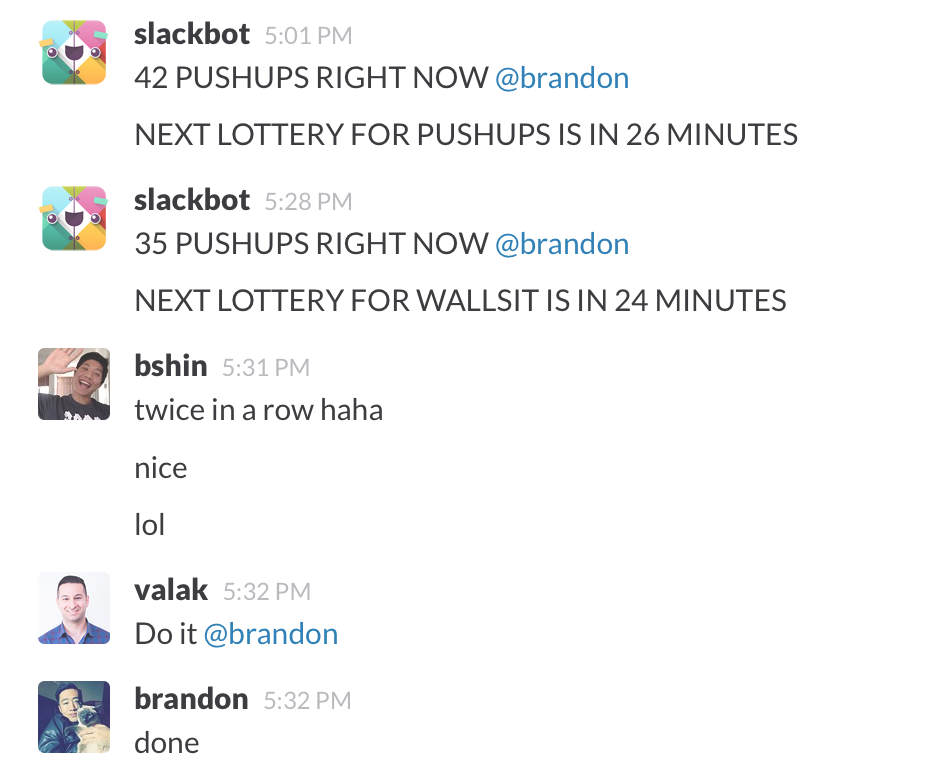 slackbot 5:01 PM
42 PUSHUPS RIGHT NOW @brandon
NEXT LOTTERY FOR PUSHUPS IS IN 26 MINUTES
slackbot 5:28 PM
35 PUSHUPS RIGHT NOW @brandon
NEXT LOTTERY FOR WALLSIT IS IN 24 MINUTES
bshin 5:31 PM
twice in a row haha
nice
lol
valak 5:32 PM
Do it @brandon
brandon 5:32 PM
done